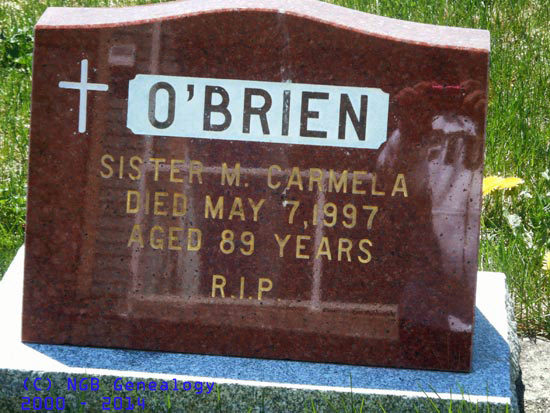 O'BRIEN
SISTER M. CARMELA
DIED MAY 7, 1997
AGED 89 YEARS
R.I.P.
(C) NGB Genealogy
2000 - 2014